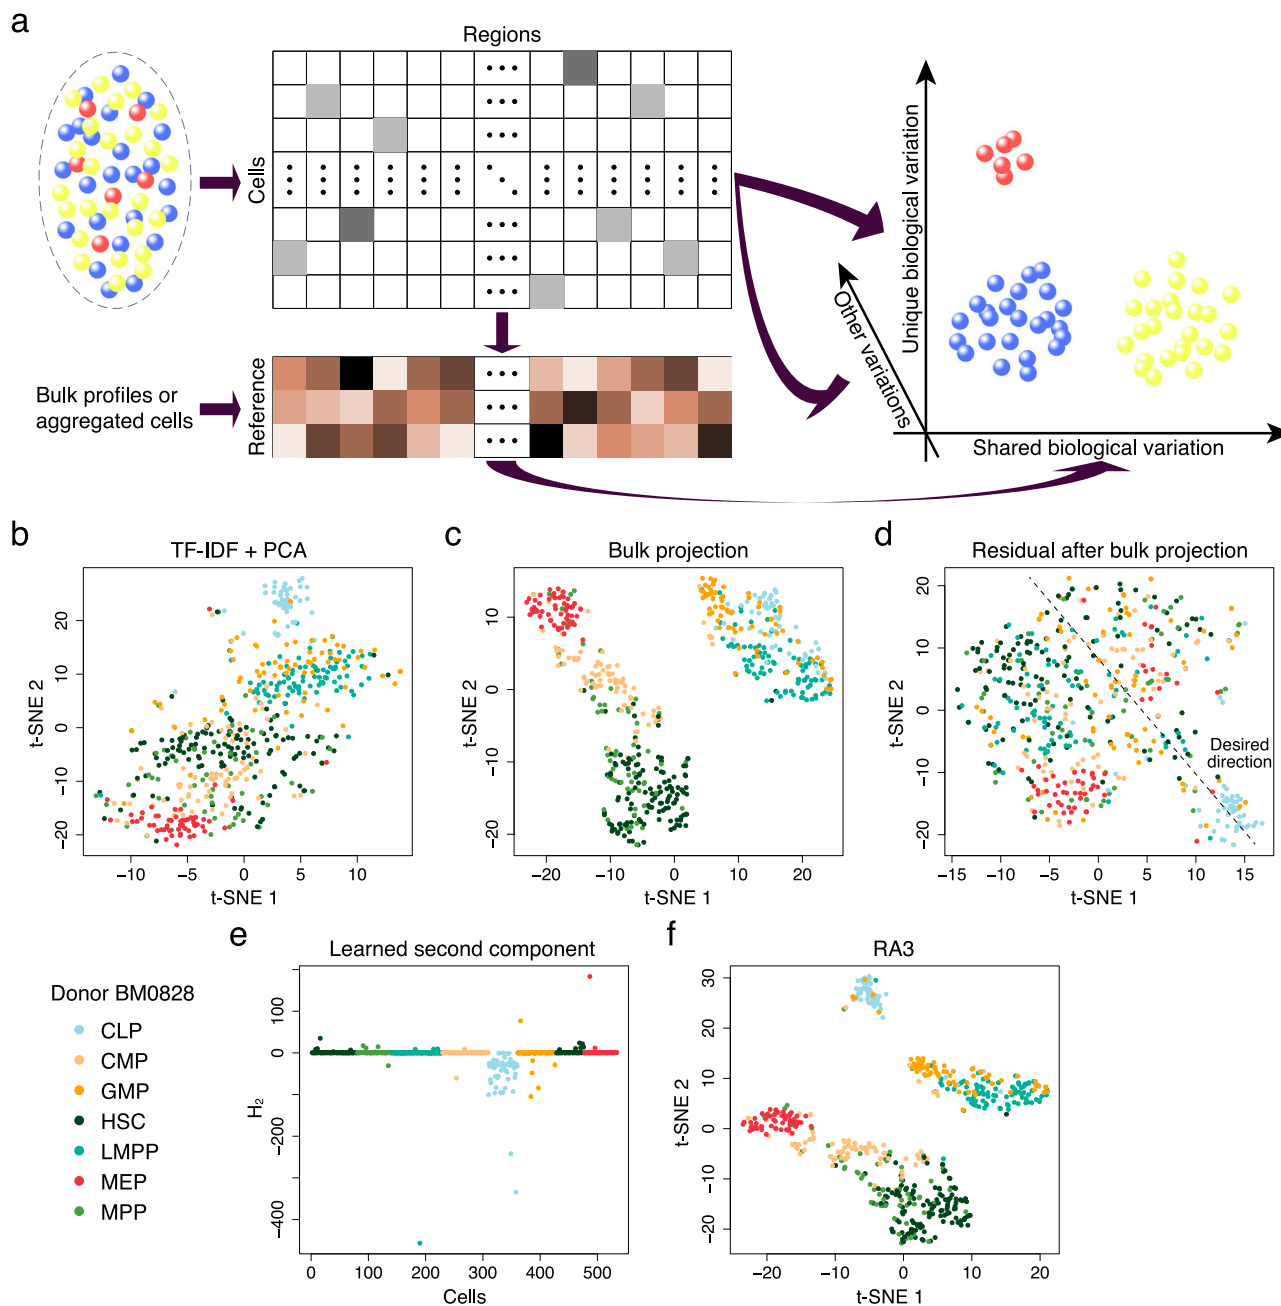 a
Regions
Cells
Reference
Bulk profiles or
aggregated cells
Unique biological variation
Other variations
Shared biological variation
b
TF-IDF + PCA
20
10
0
−10
−20
t-SNE 2
−10
−5
0
5
10
t-SNE 1
c
Bulk projection
10
0
−10
−20
t-SNE 2
−20
−10
0
10
20
t-SNE 1
d
Residual after bulk projection
20
10
0
−10
−20
t-SNE 2
Desired
direction
−15
−10
−5
0
5
10
15
t-SNE 1
Donor BM0828
CLP
CMP
GMP
HSC
LMPP
MEP
MPP
e
Learned second component
100
0
−200
−400
H2
0
100
200
300
400
500
Cells
f
RA3
30
20
10
0
−10
−20
t-SNE 2
−20
−10
0
10
20
t-SNE 1